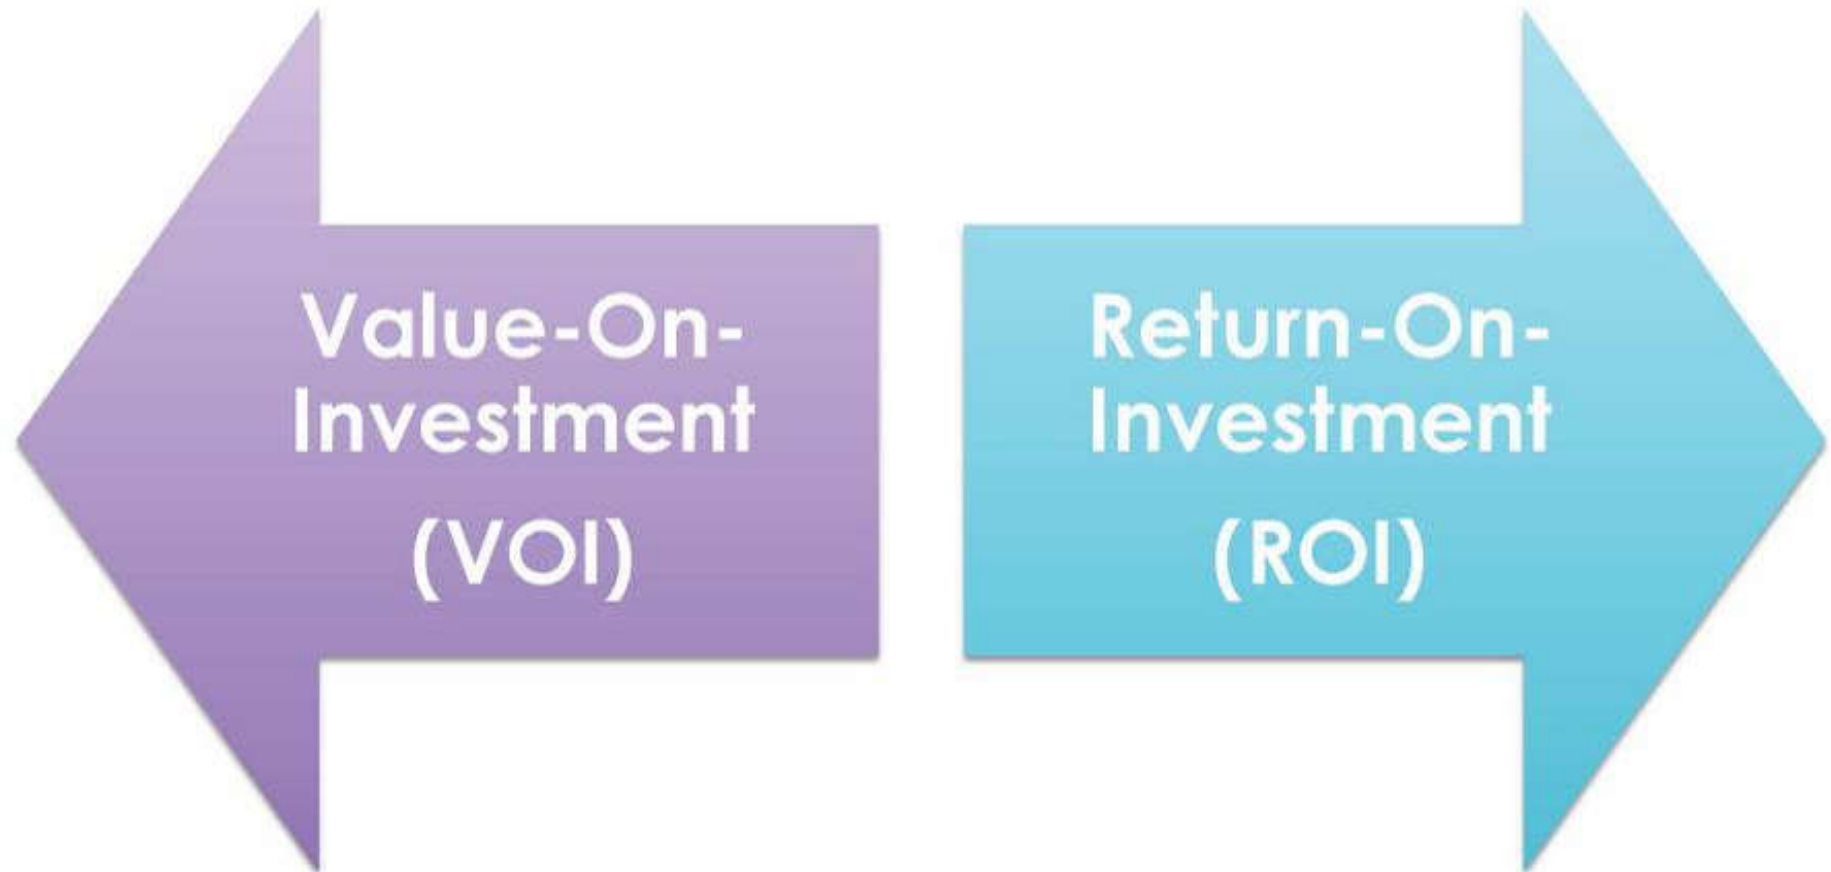 Value-On-
Investment
(VOI)
Return-On-
Investment
(ROI)